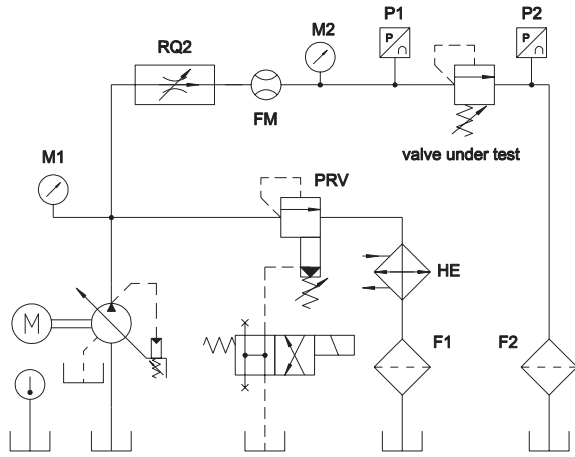 P1
P2
M2
RQ2
FM
valve under test
M1
PRV
HE
M
F1
F2
P
P